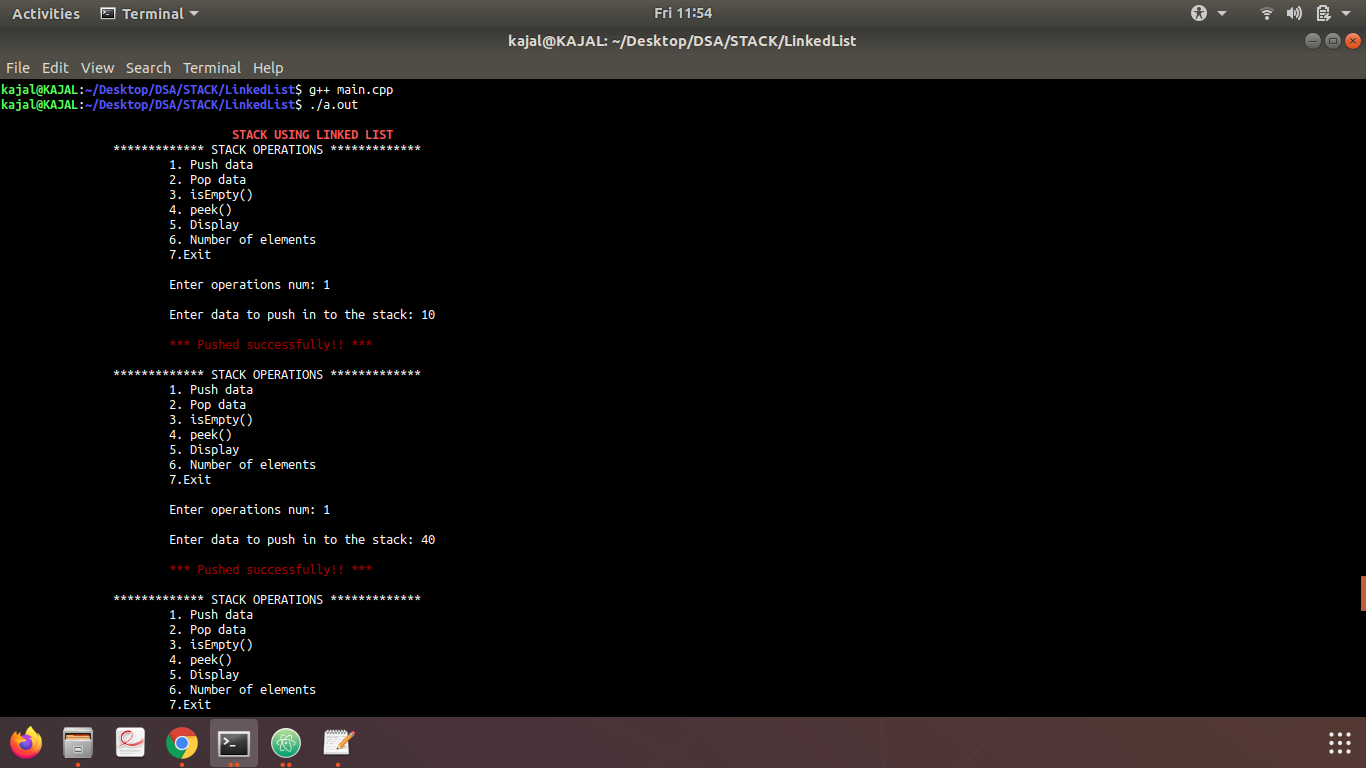 Activities Terminal Fri 11:54
kajal@KAJAL: ~/Desktop/DSA/STACK/LinkedList
File Edit View Search Terminal Help
kajal@KAJAL:~/Desktop/DSA/STACK/LinkedList$ g++ main.cpp
kajal@KAJAL:~/Desktop/DSA/STACK/LinkedList$ ./a.out
STACK USING LINKED LIST
************* STACK OPERATIONS *************
1. Push data
2. Pop data
3. isEmpty()
4. peek()
5. Display
6. Number of elements
7.Exit
Enter operations num: 1
Enter data to push in to the stack: 10
*** Pushed successfully!! ***
************* STACK OPERATIONS *************
1. Push data
2. Pop data
3. isEmpty()
4. peek()
5. Display
6. Number of elements
7.Exit
Enter operations num: 1
Enter data to push in to the stack: 40
*** Pushed successfully!! ***
************* STACK OPERATIONS *************
1. Push data
2. Pop data
3. isEmpty()
4. peek()
5. Display
6. Number of elements
7.Exit